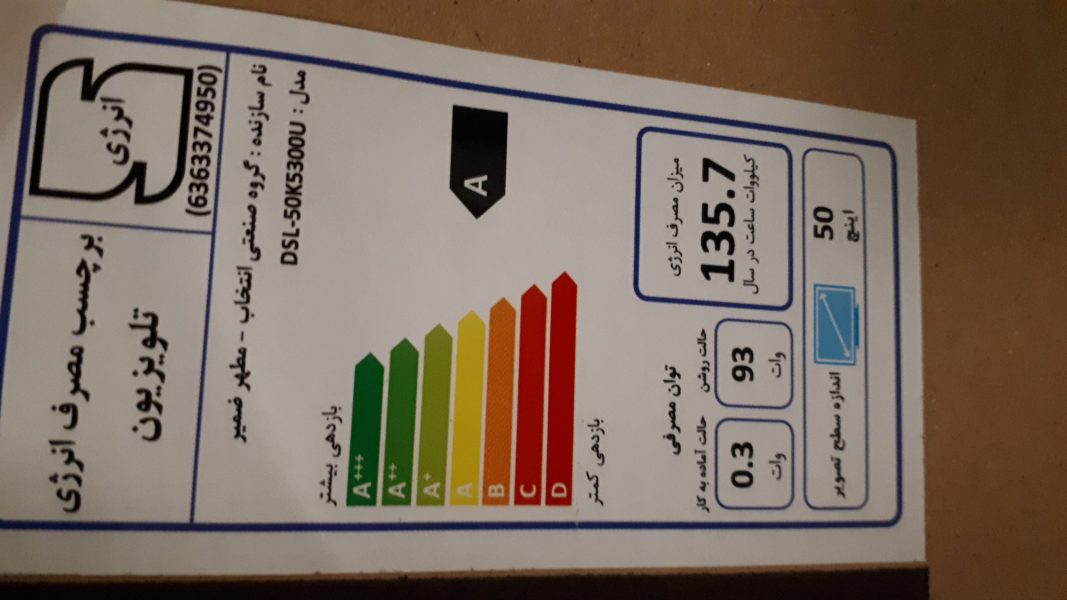 برچسب مصرف انرژی
تلویزیون
انرژی
(6363374950)
نام سازنده : گروه صنعتی انتخاب - مطهر ضمیر
مدل : DSL-50K5300U
بازدهی بیشتر
A+++
A++
A+
A
B
C
D
بازدهی کمتر
A
توان مصرفی
حالت آماده به کار
0.3
وات
حالت روشن
93
وات
میزان مصرف انرژی
135.7
کیلووات ساعت در سال
اندازه سطح تصویر
50
اینچ